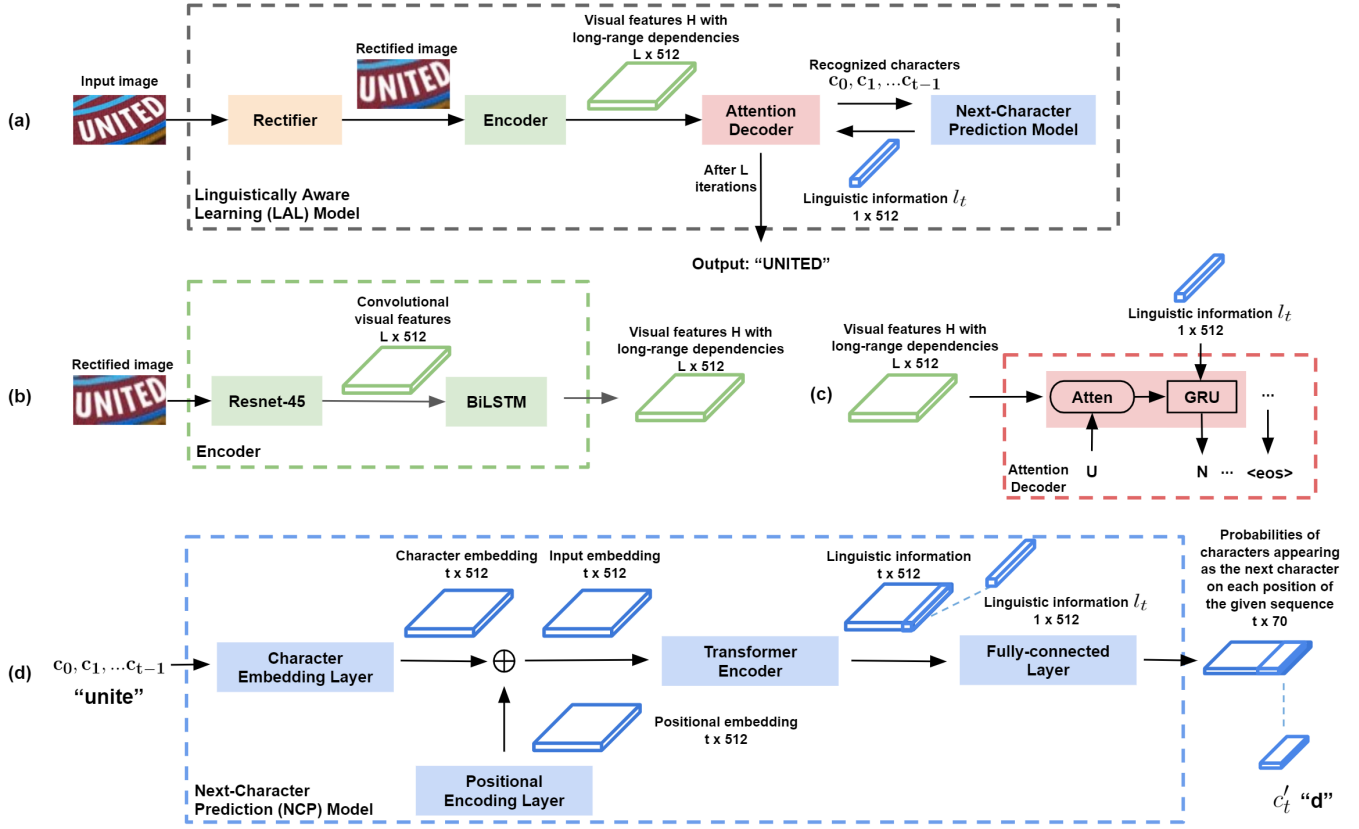 (a)
Input image
UNITED
Rectifier
Rectified image
UNITED
Encoder
Visual features H with
long-range dependencies
L x 512
Attention
Decoder
Recognized characters
c₀, c₁, ...cₜ₋₁
Next-Character
Prediction Model
Linguistic information lₜ
1 x 512
After L
iterations
Linguistically Aware
Learning (LAL) Model
Output: “UNITED”
(b)
Rectified image
UNITED
Resnet-45
Convolutional
visual features
L x 512
BiLSTM
Encoder
Visual features H with
long-range dependencies
L x 512
(c)
Visual features H with
long-range dependencies
L x 512
Linguistic information lₜ
1 x 512
Atten
GRU
...
U
N
...
<eos>
Attention
Decoder
(d)
c₀, c₁, ...cₜ₋₁
“unite”
Character
Embedding Layer
Character embedding
t x 512
Input embedding
t x 512
Positional embedding
t x 512
Positional
Encoding Layer
Transformer
Encoder
Linguistic information
t x 512
Linguistic information lₜ
1 x 512
Fully-connected
Layer
Next-Character
Prediction (NCP) Model
Probabilities of
characters appearing
as the next character
on each position of
the given sequence
t x 70
c′ₜ “d”